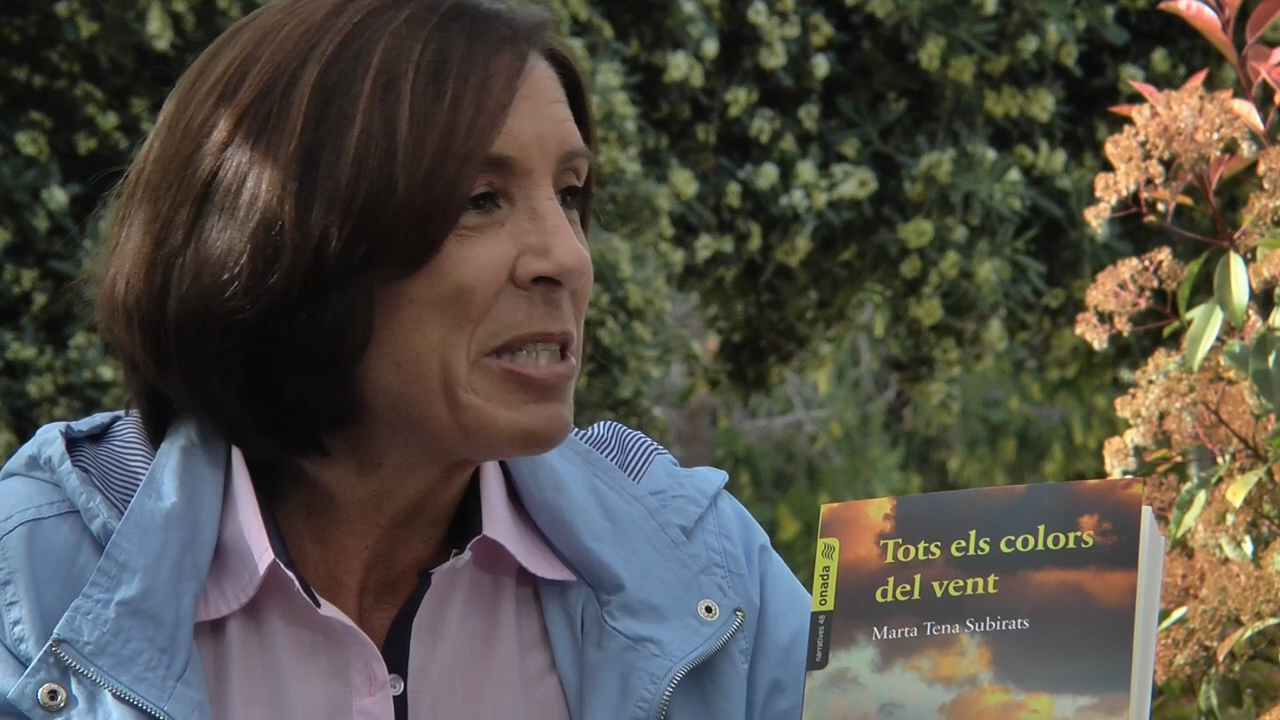 Tots els colors
del vent
Marta Tena Subirats
onada
narratives 48